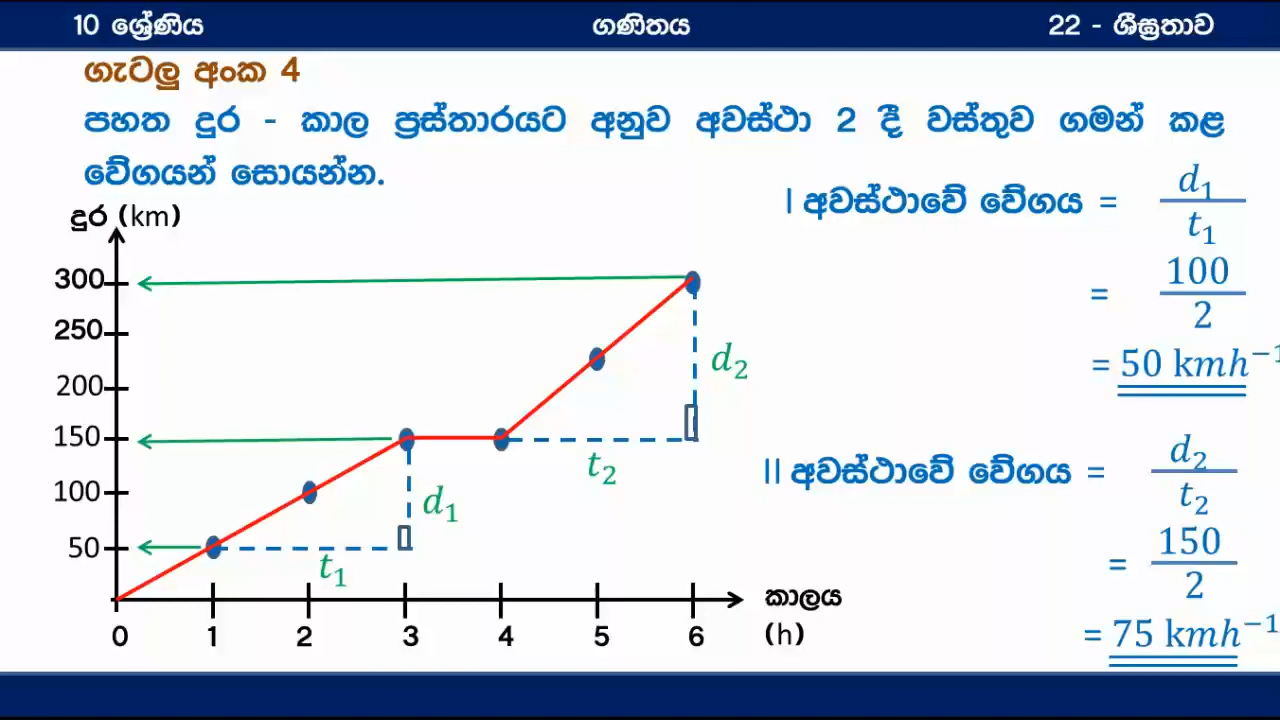 10 ශ්‍රේණිය ගණිතය 22 - ශීඝ්‍රතාව
ගැටලු අංක 4
පහත දුර - කාල ප්‍රස්තාරයට අනුව අවස්ථා 2 දී වස්තුව ගමන් කළ
වේගයන් සොයන්න.
දුර (km)
300
250
200
150
100
50
0 1 2 3 4 5 6
කාලය
(h)
d₁
t₁
d₂
t₂
I අවස්ථාවේ වේගය = d₁/t₁
= 100/2
= 50 kmh⁻¹
II අවස්ථාවේ වේගය = d₂/t₂
= 150/2
= 75 kmh⁻¹